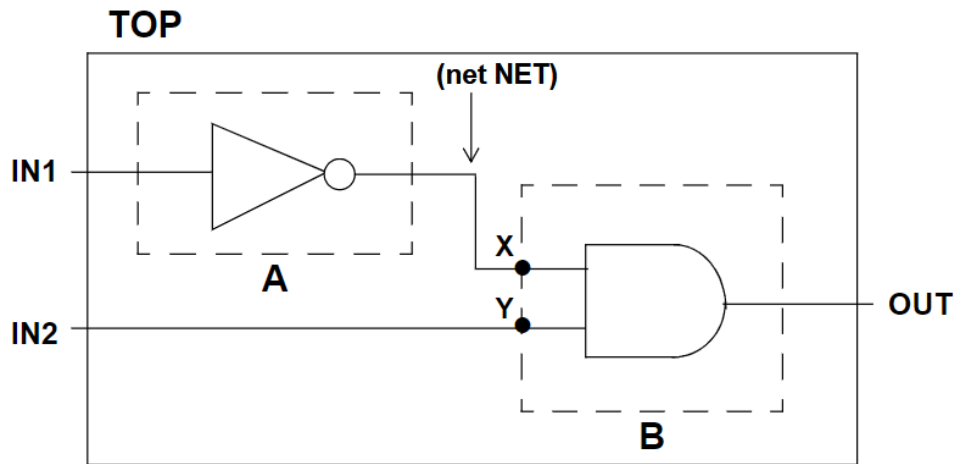 TOP
(net NET)
IN1
X
A
Y
OUT
IN2
B